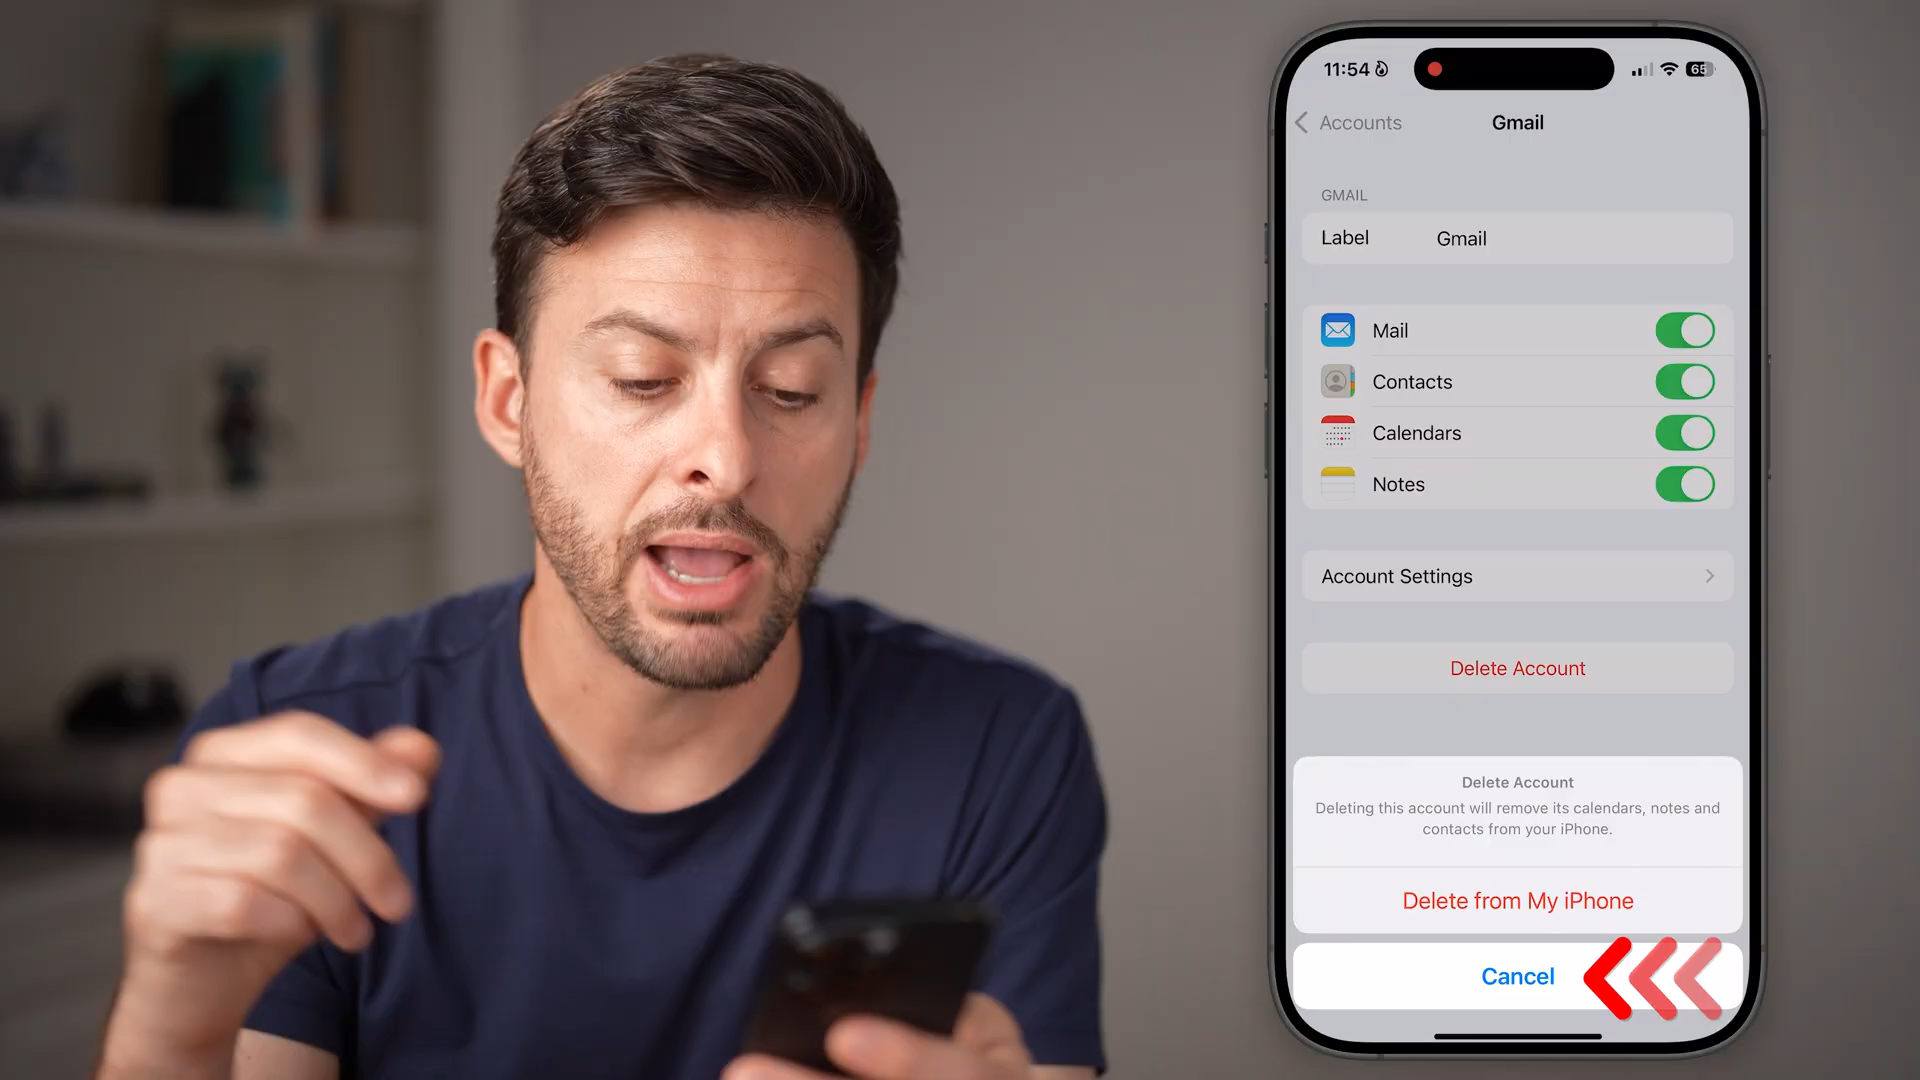 11:54
65
Accounts
Gmail
GMAIL
Label Gmail
Mail
Contacts
Calendars
Notes
Account Settings
Delete Account
Delete Account
Deleting this account will remove its calendars, notes and
contacts from your iPhone.
Delete from My iPhone
Cancel